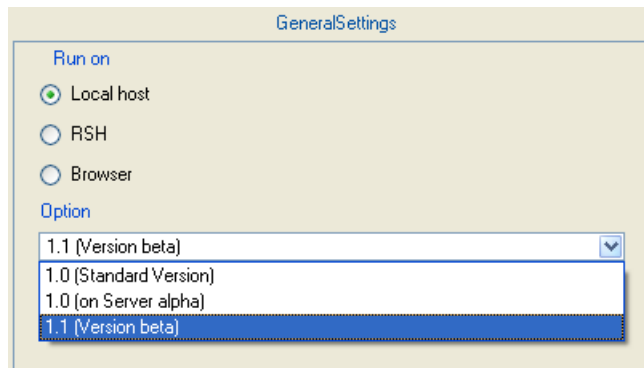 GeneralSettings
Run on
Local host
RSH
Browser
Option
1.1 (Version beta)
1.0 (Standard Version)
1.0 (on Server alpha)
1.1 (Version beta)